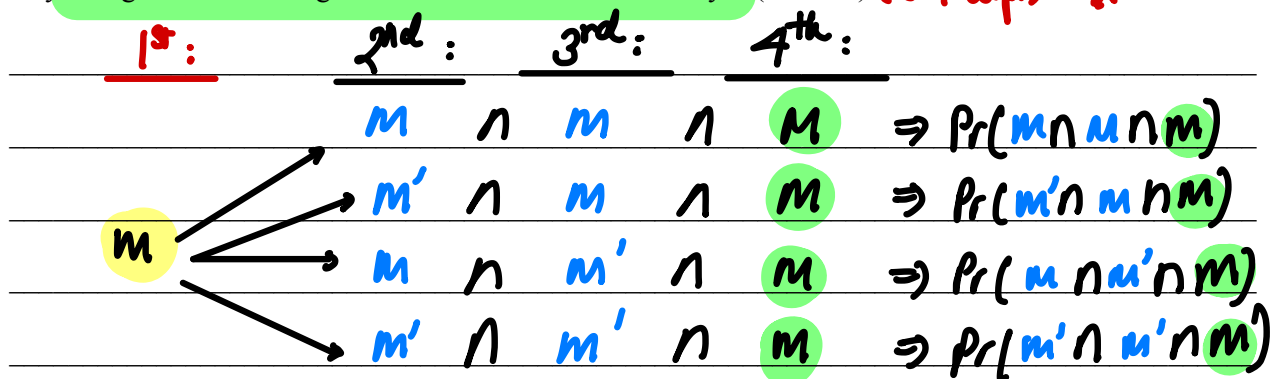 1st: 2nd: 3rd: 4th:
m ∩ m ∩ M ⇒ Pr(m∩m∩m)
m' ∩ m ∩ M ⇒ Pr(m'∩m∩m)
m
m ∩ m' ∩ M ⇒ Pr(m∩m'∩m)
m' ∩ m' ∩ M ⇒ Pr(m'∩m'∩m')